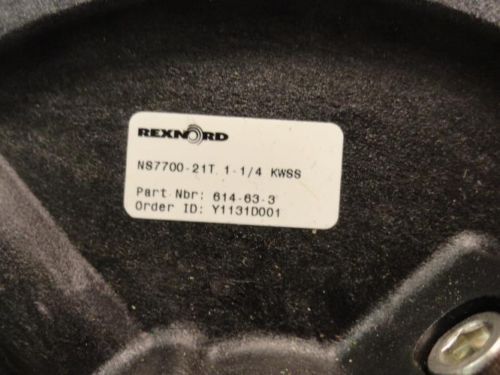 REXNORD
NS7700-21T 1-1/4 KWSS
Part Nbr: 614-63-3
Order ID: Y1131D001